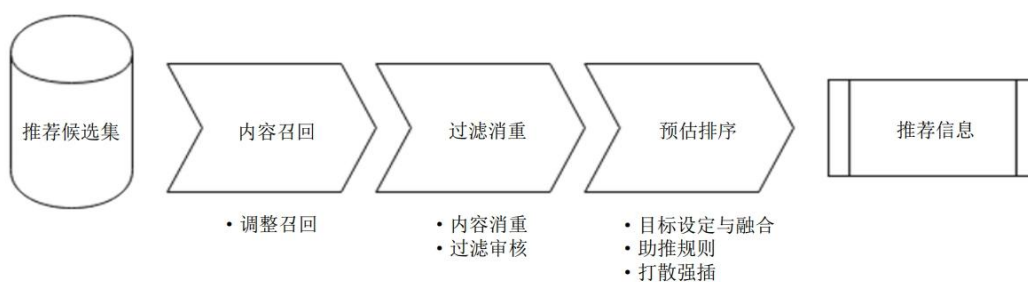 推荐候选集
内容召回
过滤消重
预估排序
推荐信息
·调整召回
·内容消重
·过滤审核
·目标设定与融合
·助推规则
·打散强插